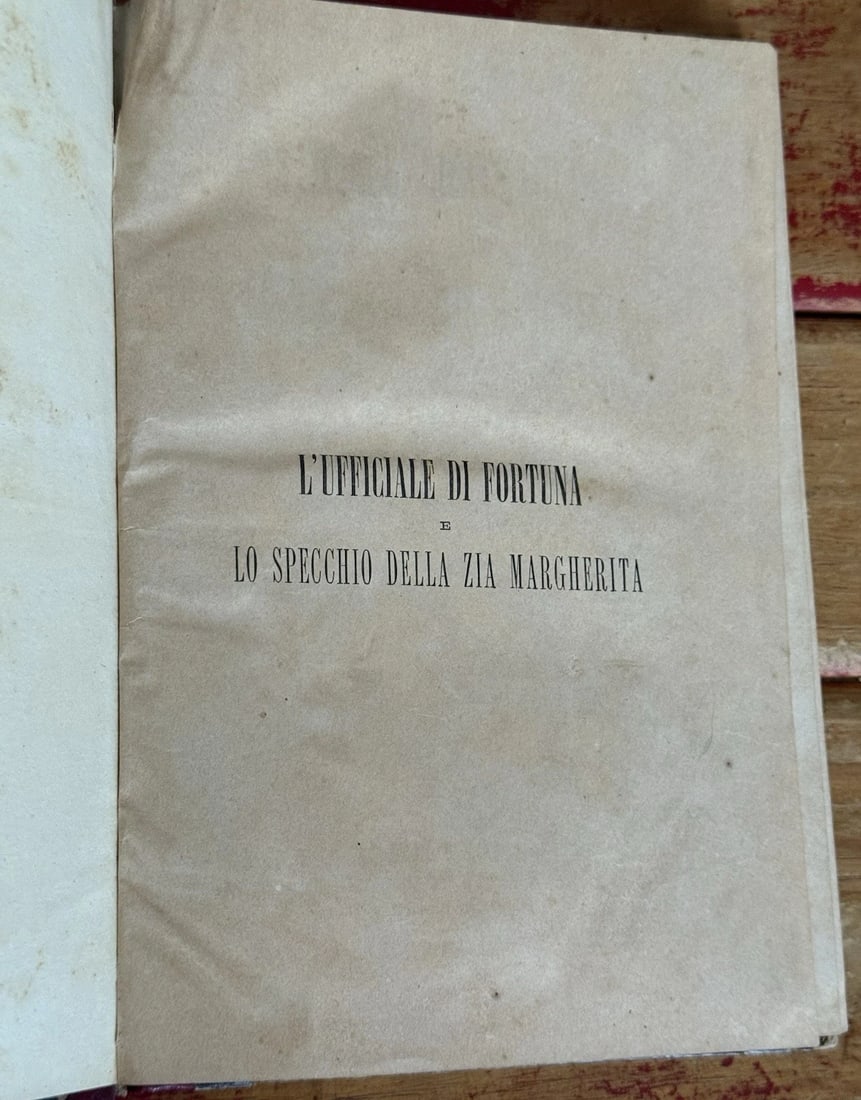 L'UFFICIALE DI FORTUNA
E
LO SPECCHIO DELLA ZIA MARGHERITA